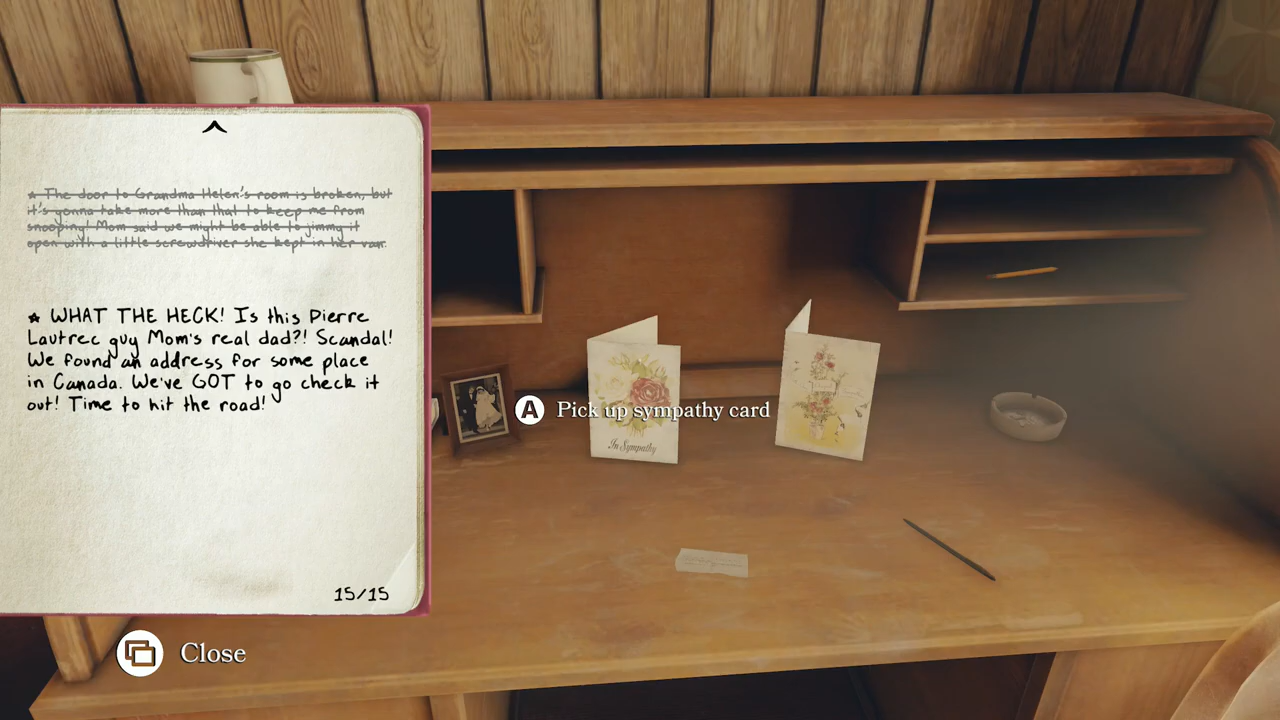 ★ The door to Grandma Helen's room is broken, but
it's gonna take more than that to keep me from
snooping! Mom said we might be able to jimmy it
open with a little screwdriver she kept in her van.
★ WHAT THE HECK! Is this Pierre
Lautrec guy Mom's real dad?! Scandal!
We found an address for some place
in Canada. We've GOT to go check it
out! Time to hit the road!
15/15
Close
A Pick up sympathy card
In Sympathy